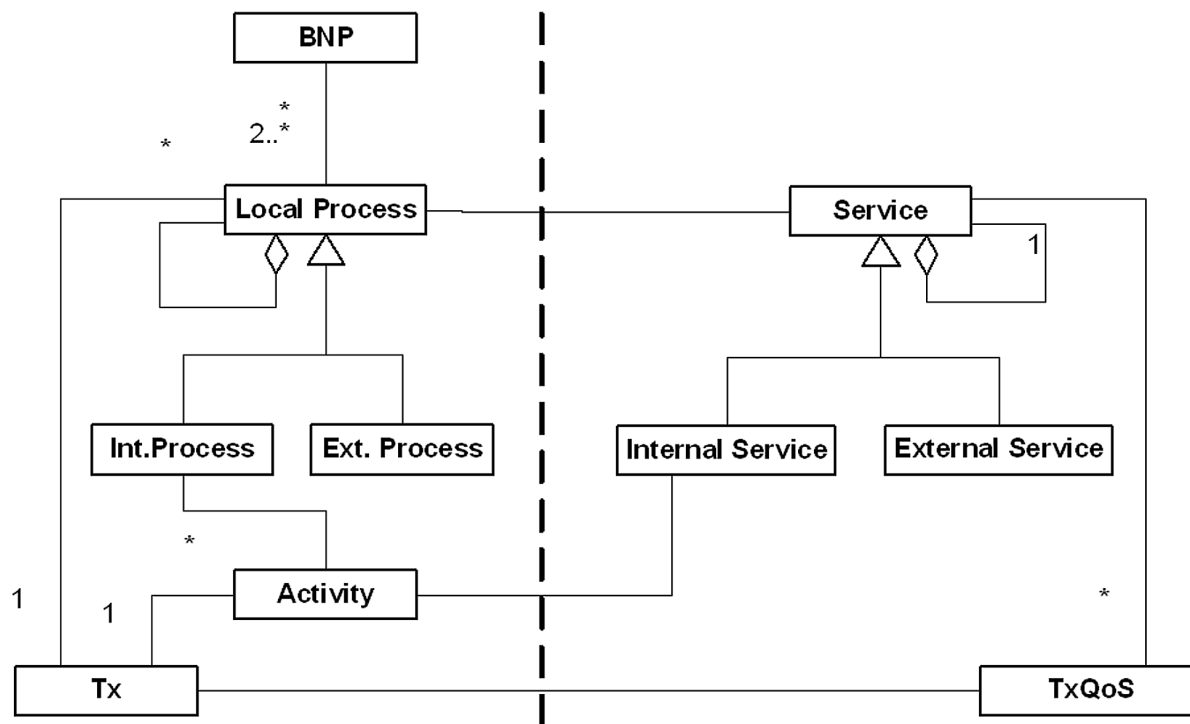 BNP
*
2..*
*
Local Process
Service
1
Int.Process
Ext. Process
Internal Service
External Service
*
Activity
1
1
*
Tx
TxQoS